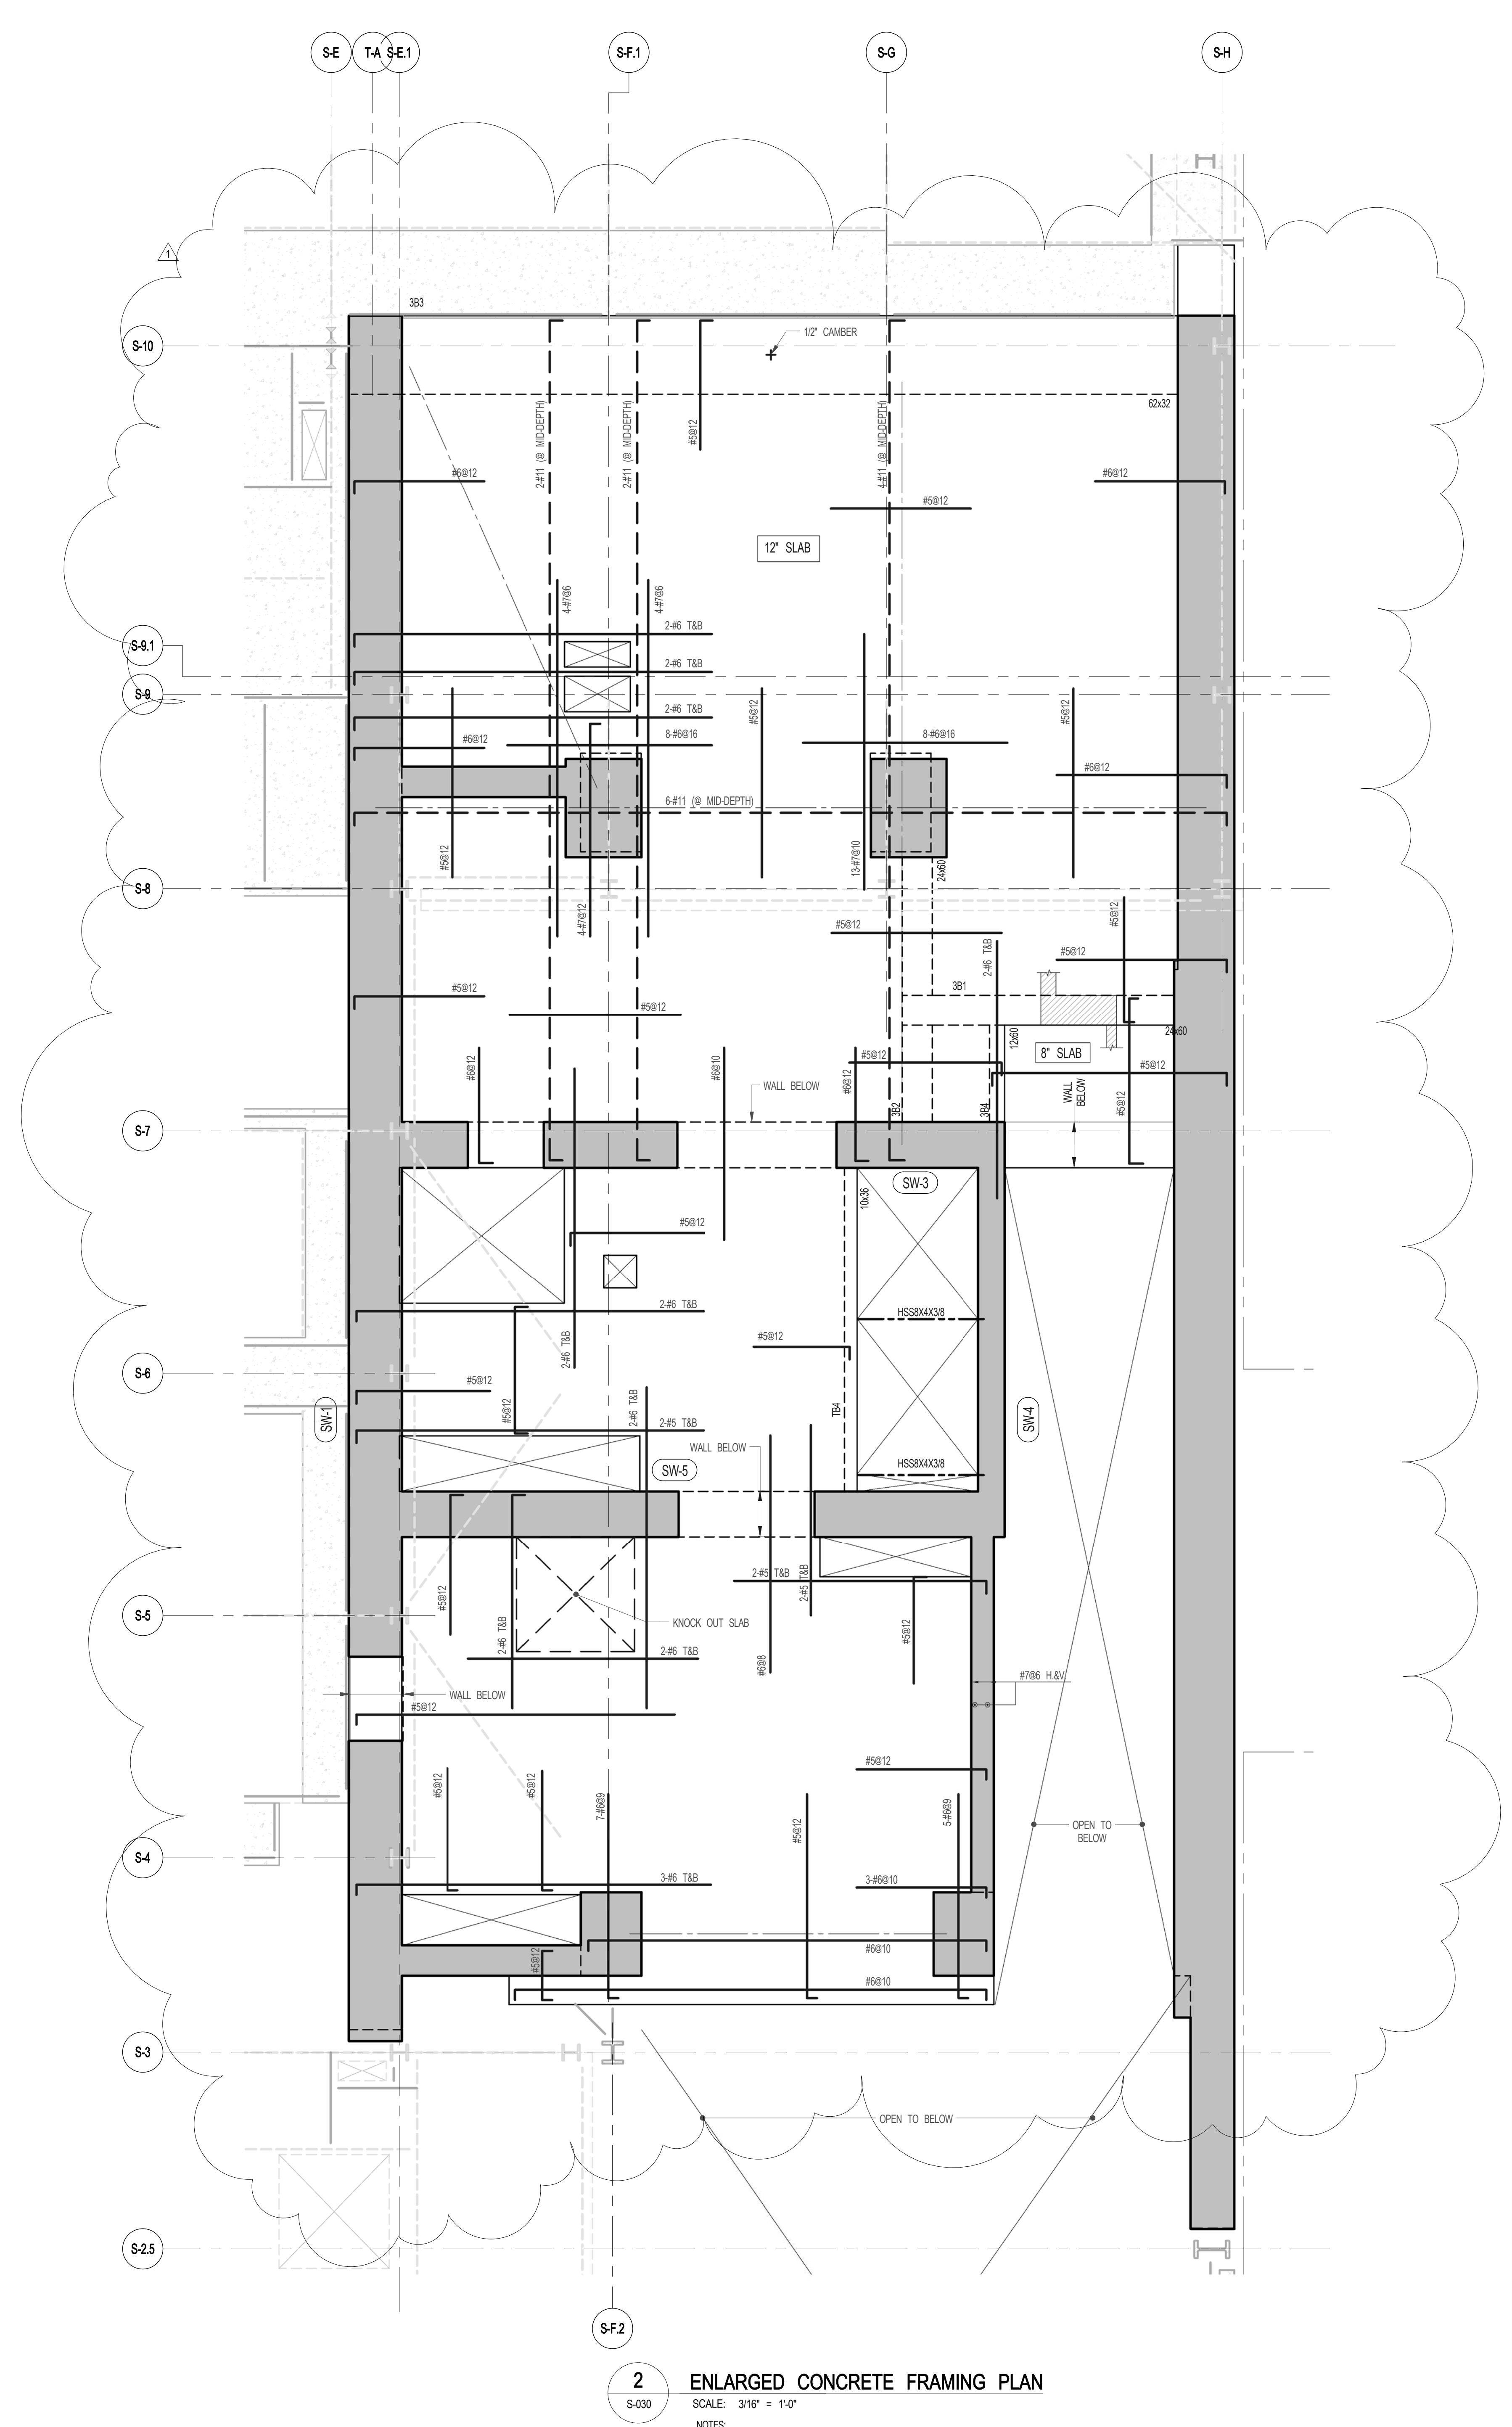 S-E
T-A
S-E.1
S-F.1
S-G
S-H
1
3B3
1/2" CAMBER
S-10
62x32
2-#11 (@ MID-DEPTH)
2-#11 (@ MID-DEPTH)
#5@12
4-#11 (@ MID-DEPTH)
#6@12
#6@12
#5@12
12" SLAB
4-#7@6
4-#7@6
2-#6 T&B
S-9.1
2-#6 T&B
S-9
2-#6 T&B
#5@12
#5@12
#6@12
8-#6@16
8-#6@16
#6@12
6-#11 (@ MID-DEPTH)
#5@12
13-#7@10
24x60
S-8
4-#7@12
#5@12
#5@12
2-#6 T&B
#5@12
3B1
#5@12
#5@12
24x60
12x60
8" SLAB
#6@12
#6@10
#5@12
#6@12
#5@12
WALL BELOW
WALL
BELOW
3B2
3B4
#5@12
S-7
SW-3
10x36
#5@12
2-#6 T&B
HSS8X4X3/8
2-#6 T&B
#5@12
S-6
#5@12
#5@12
2-#6 T&B
SW-1
TB4
SW-4
2-#5 T&B
WALL BELOW
SW-5
HSS8X4X3/8
#5@12
2-#5 T&B
2-#5 T&B
S-5
KNOCK OUT SLAB
2-#6 T&B
#5@12
2-#6 T&B
#6@8
#7@6 H.&V.
WALL BELOW
#5@12
#5@12
#5@12
#5@12
7-#6@9
#5@12
5-#6@9
OPEN TO
BELOW
S-4
3-#6 T&B
3-#6@10
#5@12
#6@10
#6@10
S-3
OPEN TO BELOW
S-2.5
S-F.2
2
S-030
ENLARGED CONCRETE FRAMING PLAN
SCALE: 3/16" = 1'-0"
NOTES: